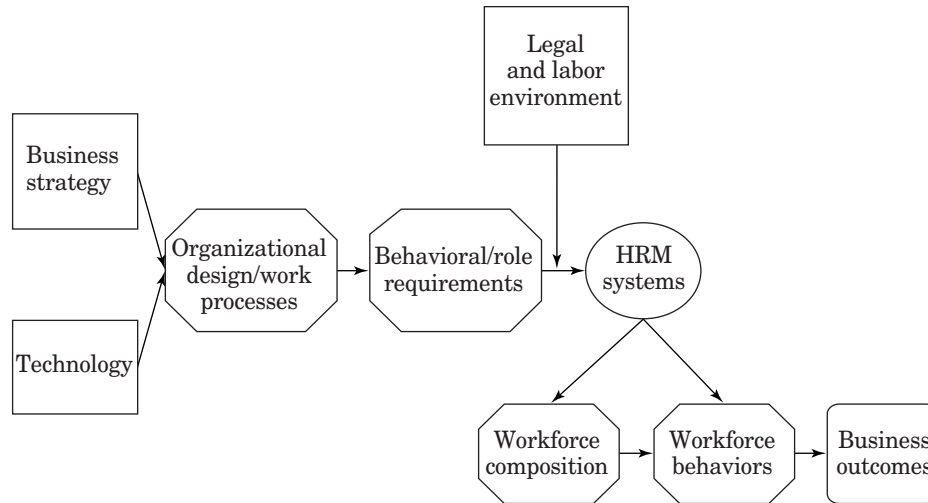 Legal
and labor
environment
Business
strategy
Organizational
design/work
processes
Behavioral/role
requirements
HRM
systems
Technology
Workforce
composition
Workforce
behaviors
Business
outcomes